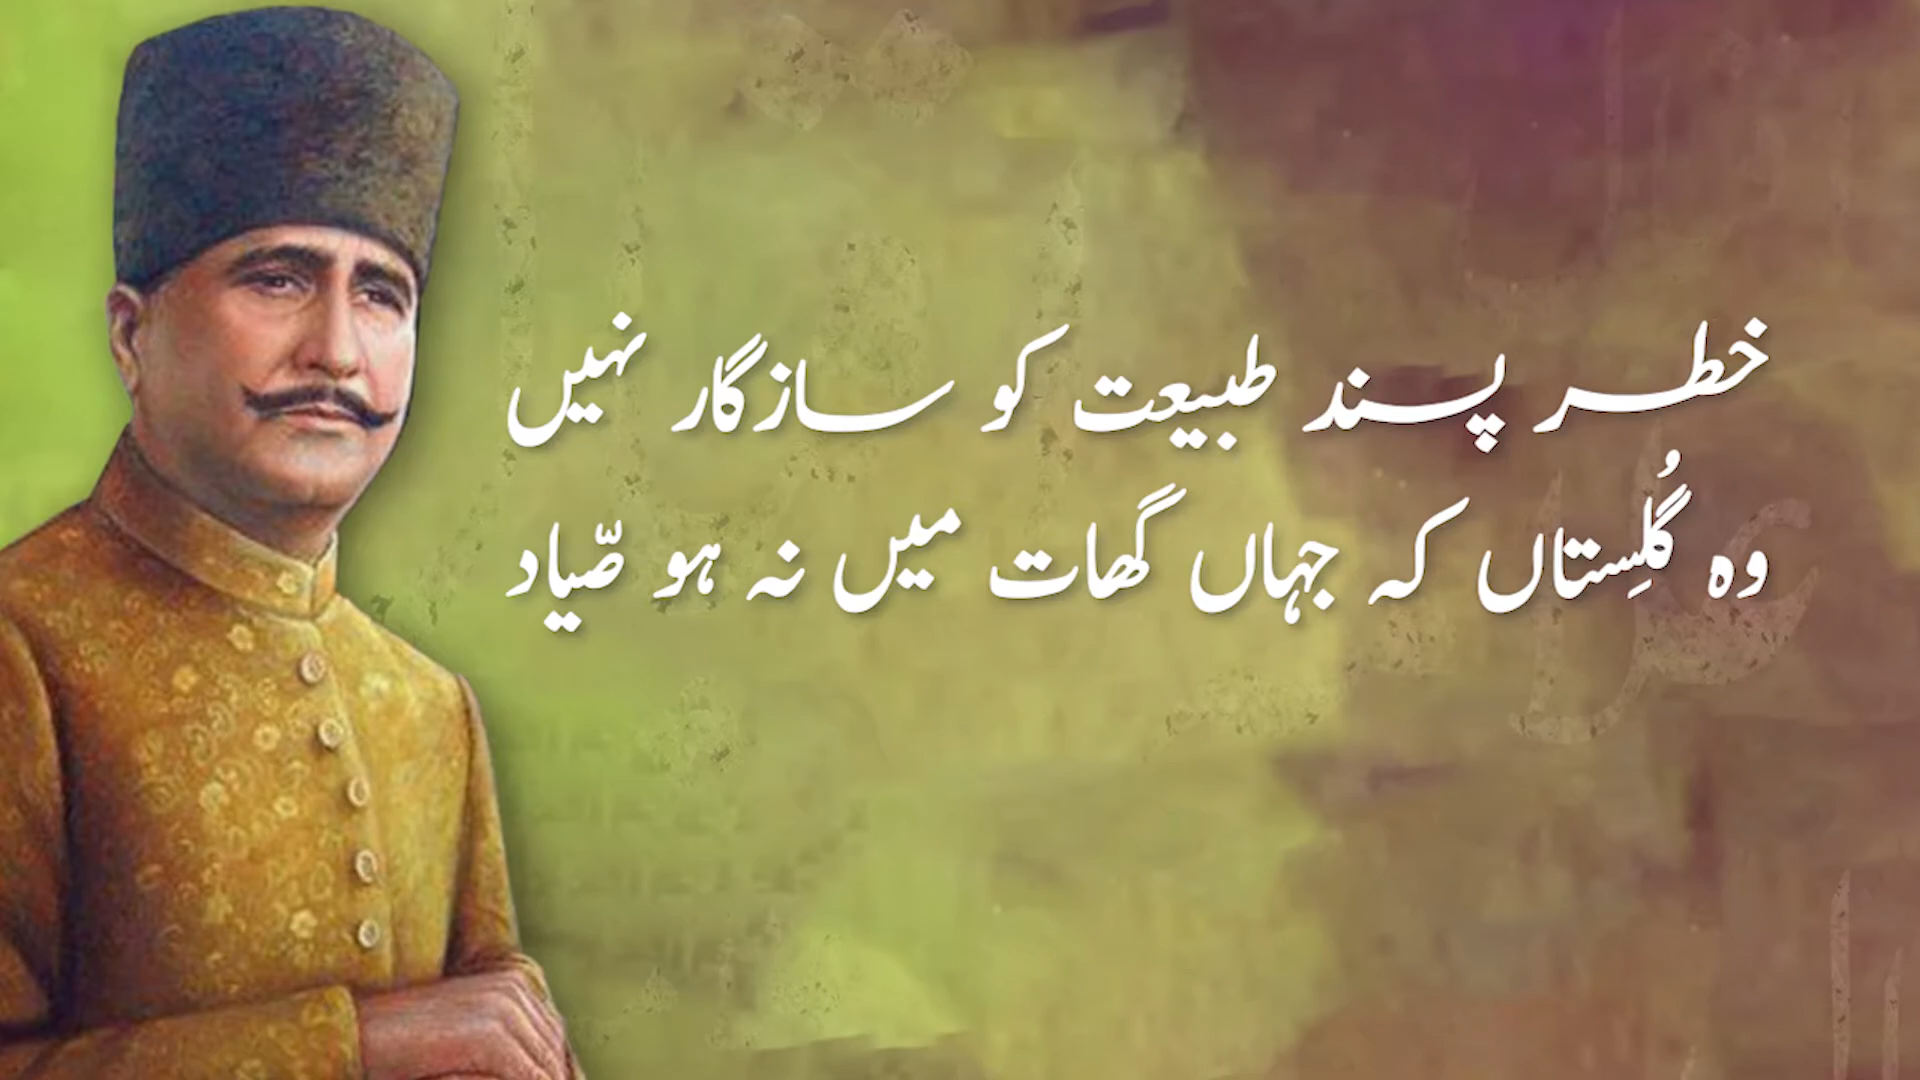 خطر پسند طبیعت کو سازگار نہیں
وہ گُلِستاں کہ جہاں گھات میں نہ ہو صّیاد